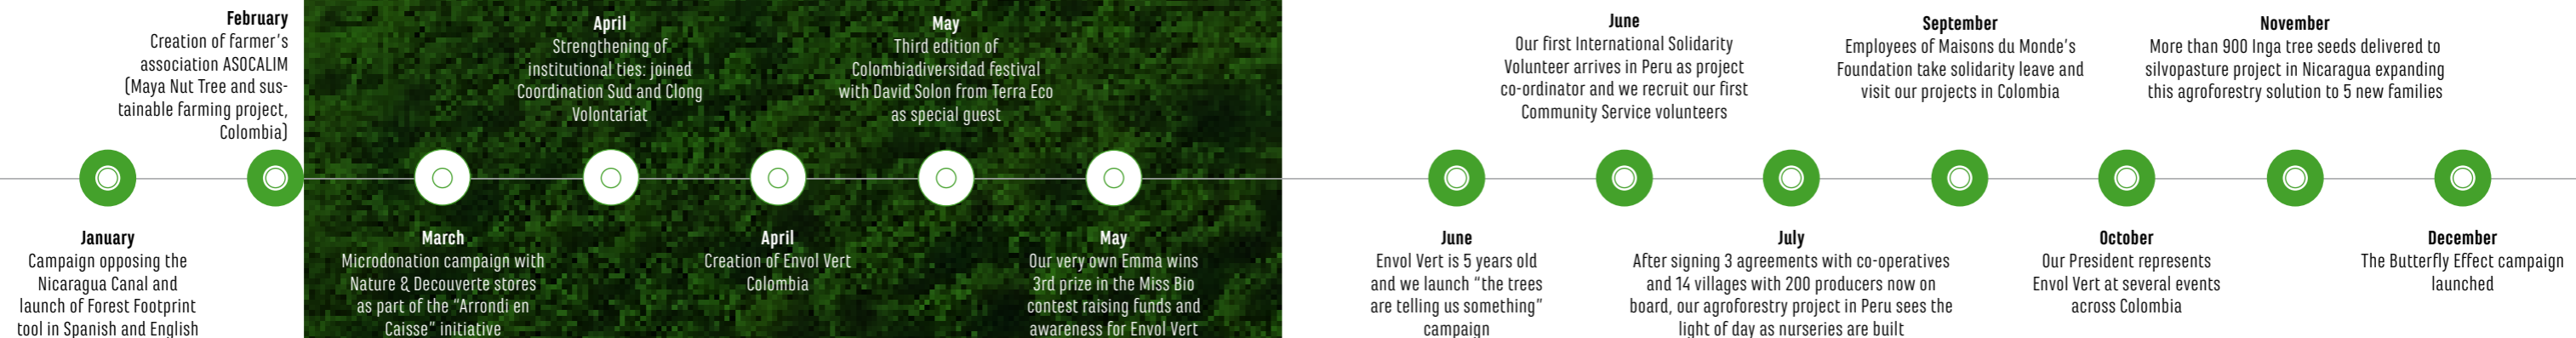 January
Campaign opposing the
Nicaragua Canal and
launch of Forest Footprint
tool in Spanish and English
February
Creation of farmer's
association ASOCALIM
(Maya Nut Tree and sus-
tainable farming project,
Colombia)
March
Microdonation campaign with
Nature & Decouverte stores
as part of the “Arrondi en
Caisse” initiative
April
Strengthening of
institutional ties: joined
Coordination Sud and Clong
Volontariat
April
Creation of Envol Vert
Colombia
May
Third edition of
Colombiadiversidad festival
with David Solon from Terra Eco
as special guest
May
Our very own Emma wins
3rd prize in the Miss Bio
contest raising funds and
awareness for Envol Vert
June
Envol Vert is 5 years old
and we launch “the trees
are telling us something”
campaign
June
Our first International Solidarity
Volunteer arrives in Peru as project
co-ordinator and we recruit our first
Community Service volunteers
July
After signing 3 agreements with co-operatives
and 14 villages with 200 producers now on
board, our agroforestry project in Peru sees the
light of day as nurseries are built
September
Employees of Maisons du Monde's
Foundation take solidarity leave and
visit our projects in Colombia
October
Our President represents
Envol Vert at several events
across Colombia
November
More than 900 Inga tree seeds delivered to
silvopasture project in Nicaragua expanding
this agroforestry solution to 5 new families
December
The Butterfly Effect campaign
launched